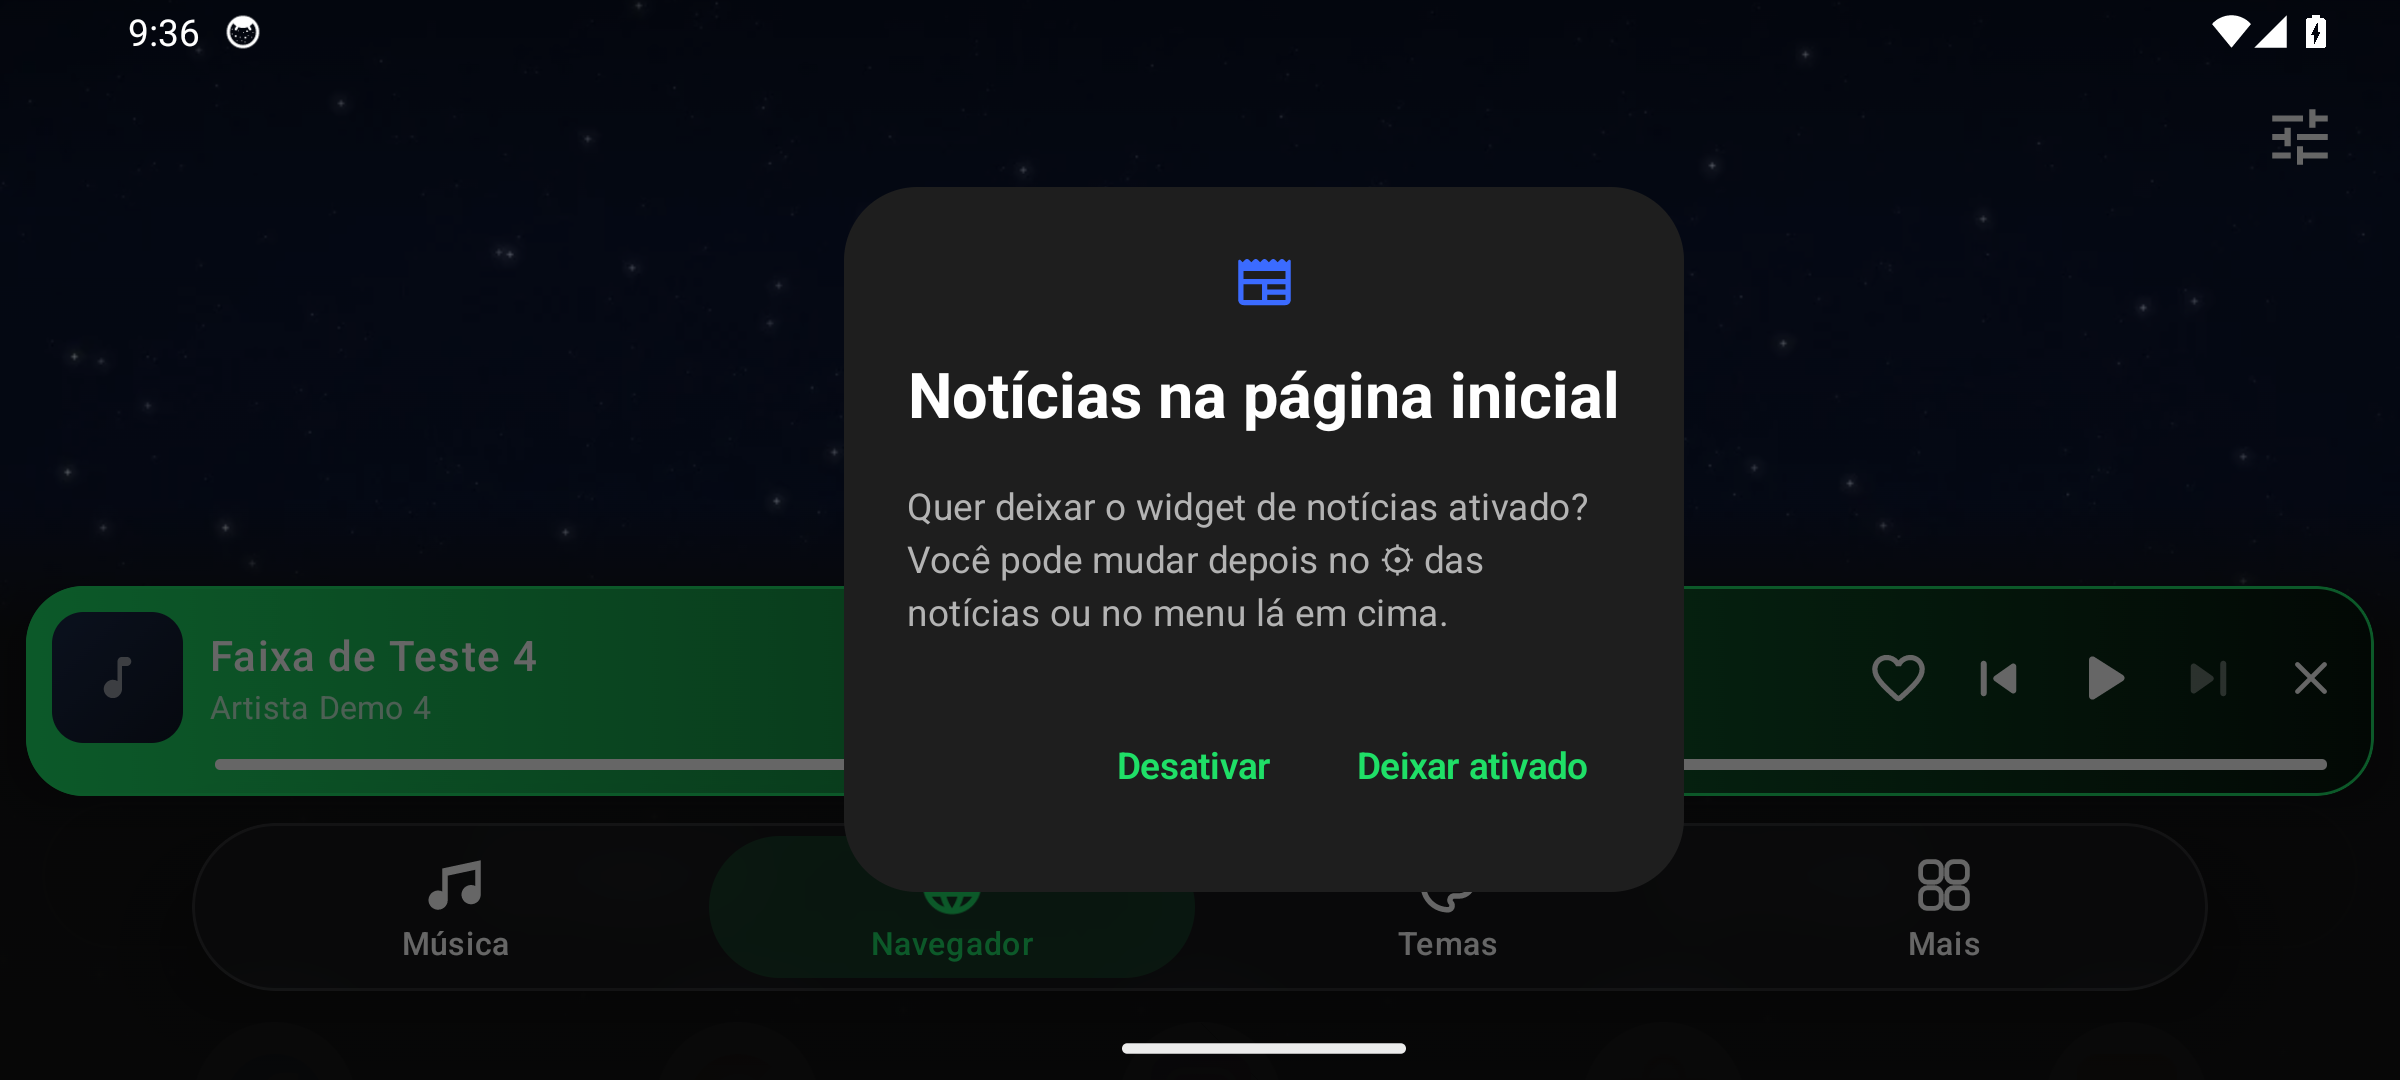 9:36
Notícias na página inicial
Quer deixar o widget de notícias ativado?
Você pode mudar depois no ⚙ das
notícias ou no menu lá em cima.
Desativar Deixar ativado
Faixa de Teste 4
Artista Demo 4
Música Navegador Temas Mais